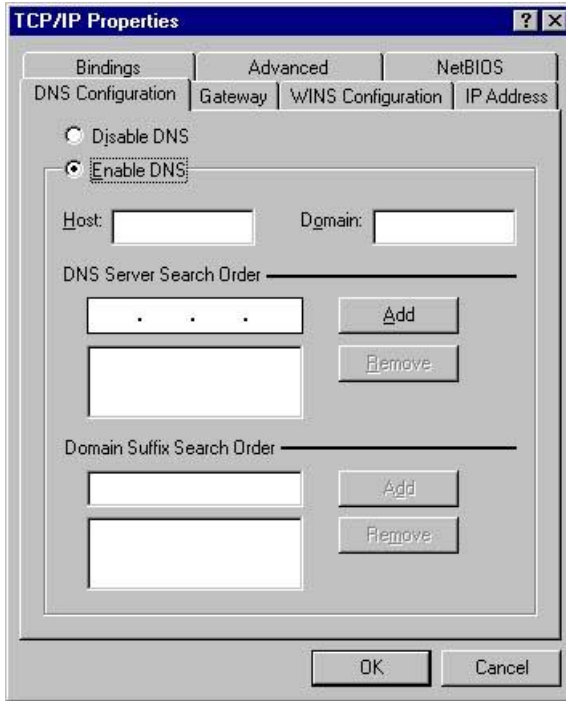 TCP/IP Properties
Bindings Advanced NetBIOS
DNS Configuration Gateway WINS Configuration IP Address
Disable DNS
Enable DNS
Host: Domain:
DNS Server Search Order
. . . Add
Remove
Domain Suffix Search Order
Add
Remove
OK Cancel